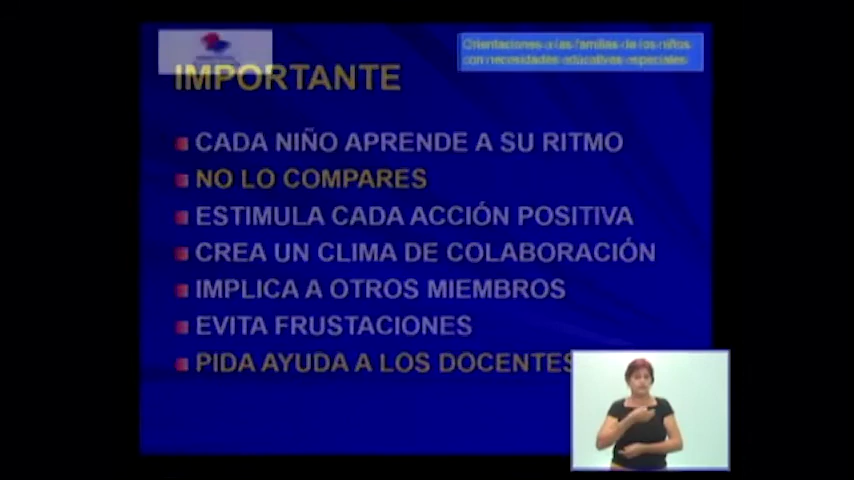 Orientaciones a las familias de los niños
con necesidades educativas especiales
IMPORTANTE
CADA NIÑO APRENDE A SU RITMO
NO LO COMPARES
ESTIMULA CADA ACCIÓN POSITIVA
CREA UN CLIMA DE COLABORACIÓN
IMPLICA A OTROS MIEMBROS
EVITA FRUSTACIONES
PIDA AYUDA A LOS DOCENTES